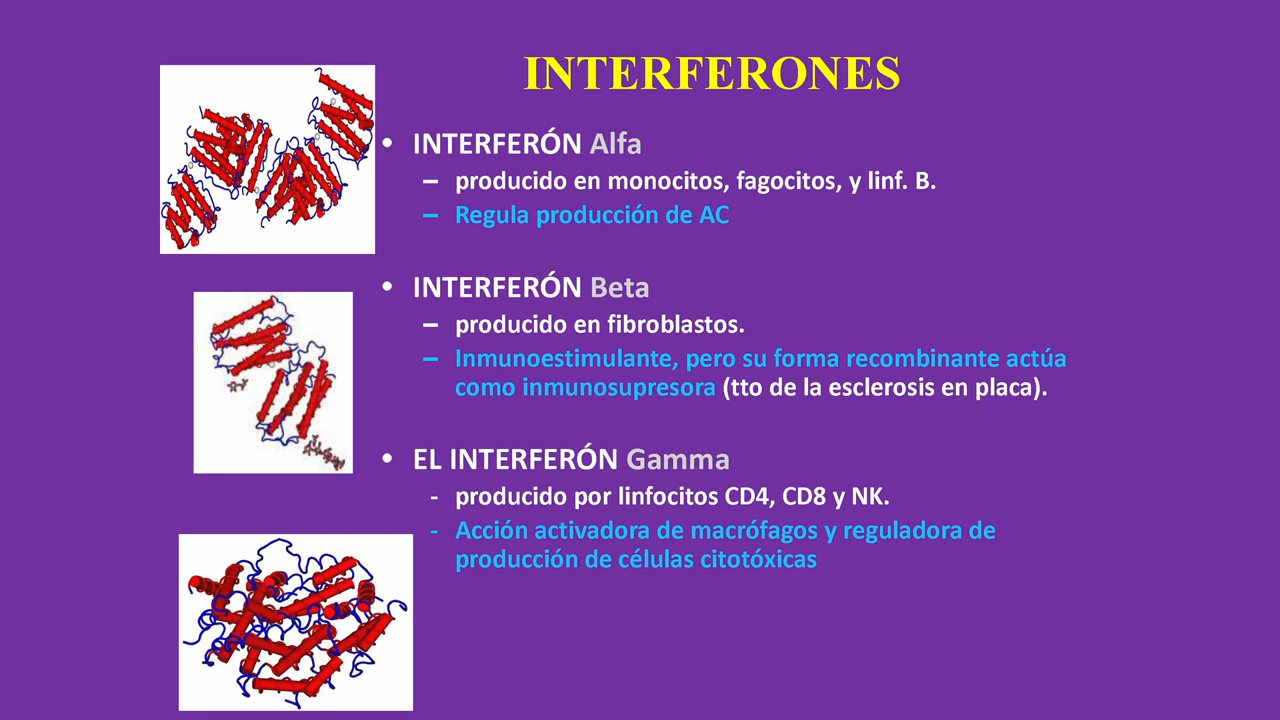 INTERFERONES
• INTERFERÓN Alfa
– producido en monocitos, fagocitos, y linf. B.
– Regula producción de AC
• INTERFERÓN Beta
– producido en fibroblastos.
– Inmunoestimulante, pero su forma recombinante actúa
como inmunosupresora (tto de la esclerosis en placa).
• EL INTERFERÓN Gamma
- producido por linfocitos CD4, CD8 y NK.
- Acción activadora de macrófagos y reguladora de
producción de células citotóxicas